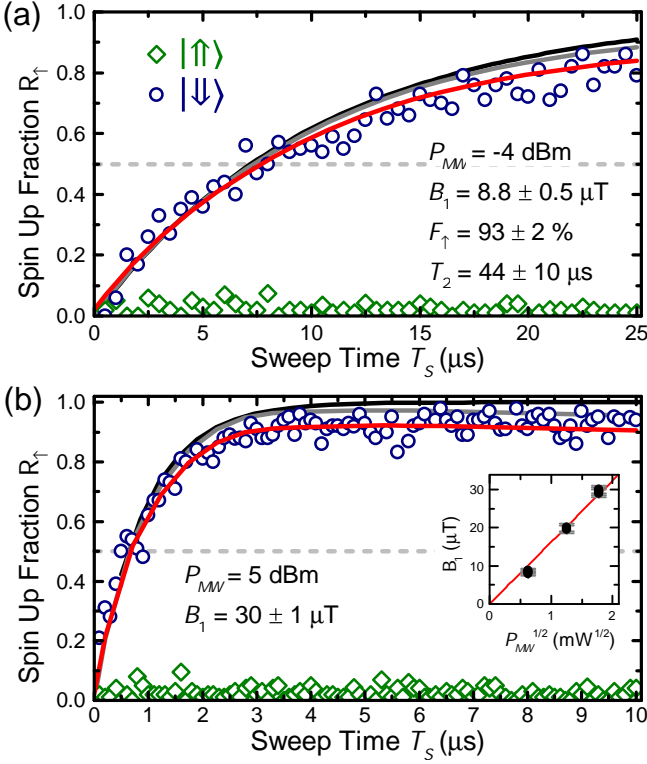 (a)
Spin Up Fraction R↑
1.0
0.8
0.6
0.4
0.2
0.0
|⇑⟩
|⇓⟩
P_MW = -4 dBm
B_1 = 8.8 ± 0.5 μT
F↑ = 93 ± 2 %
T_2 = 44 ± 10 μs
0 5 10 15 20 25
Sweep Time T_S (μs)
(b)
Spin Up Fraction R↑
1.0
0.8
0.6
0.4
0.2
0.0
P_MW = 5 dBm
B_1 = 30 ± 1 μT
B_1 (μT)
30
20
10
0
0 1 2
P_MW^1/2 (mW^1/2)
0 1 2 3 4 5 6 7 8 9 10
Sweep Time T_S (μs)